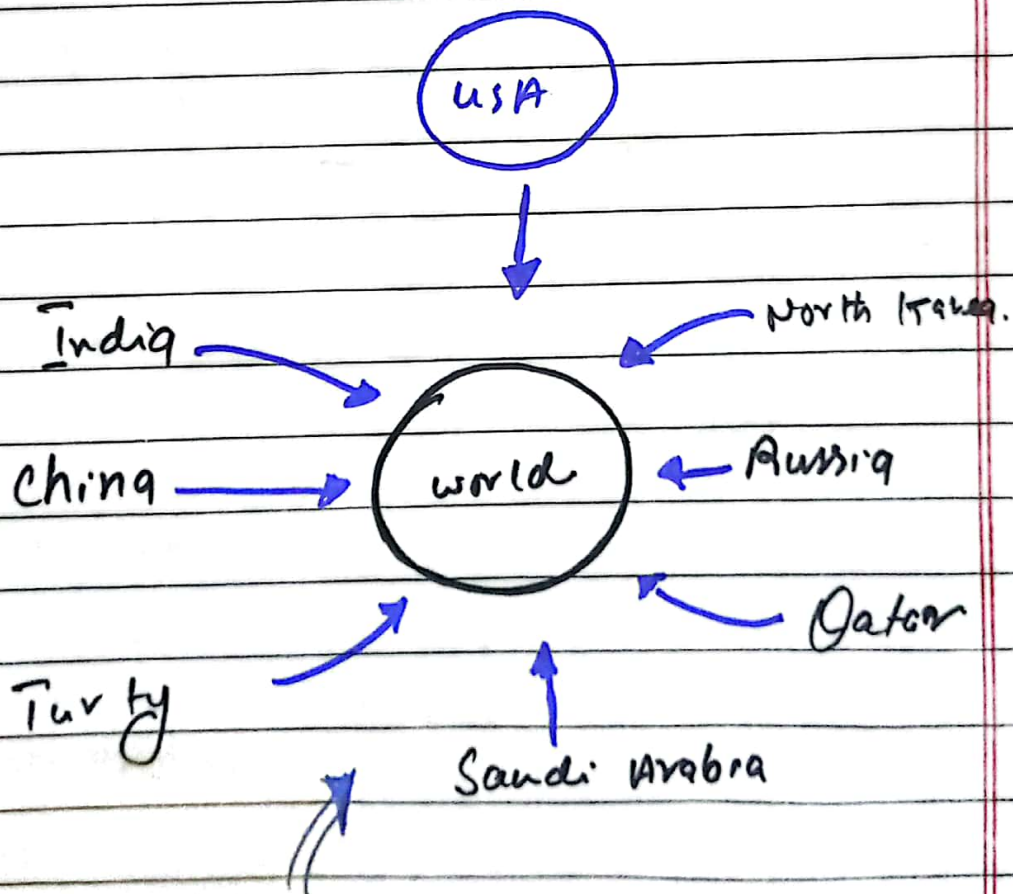 USA
India
North Korea.
China
world
Russia
Qatar
Turky
Saudi Arabia